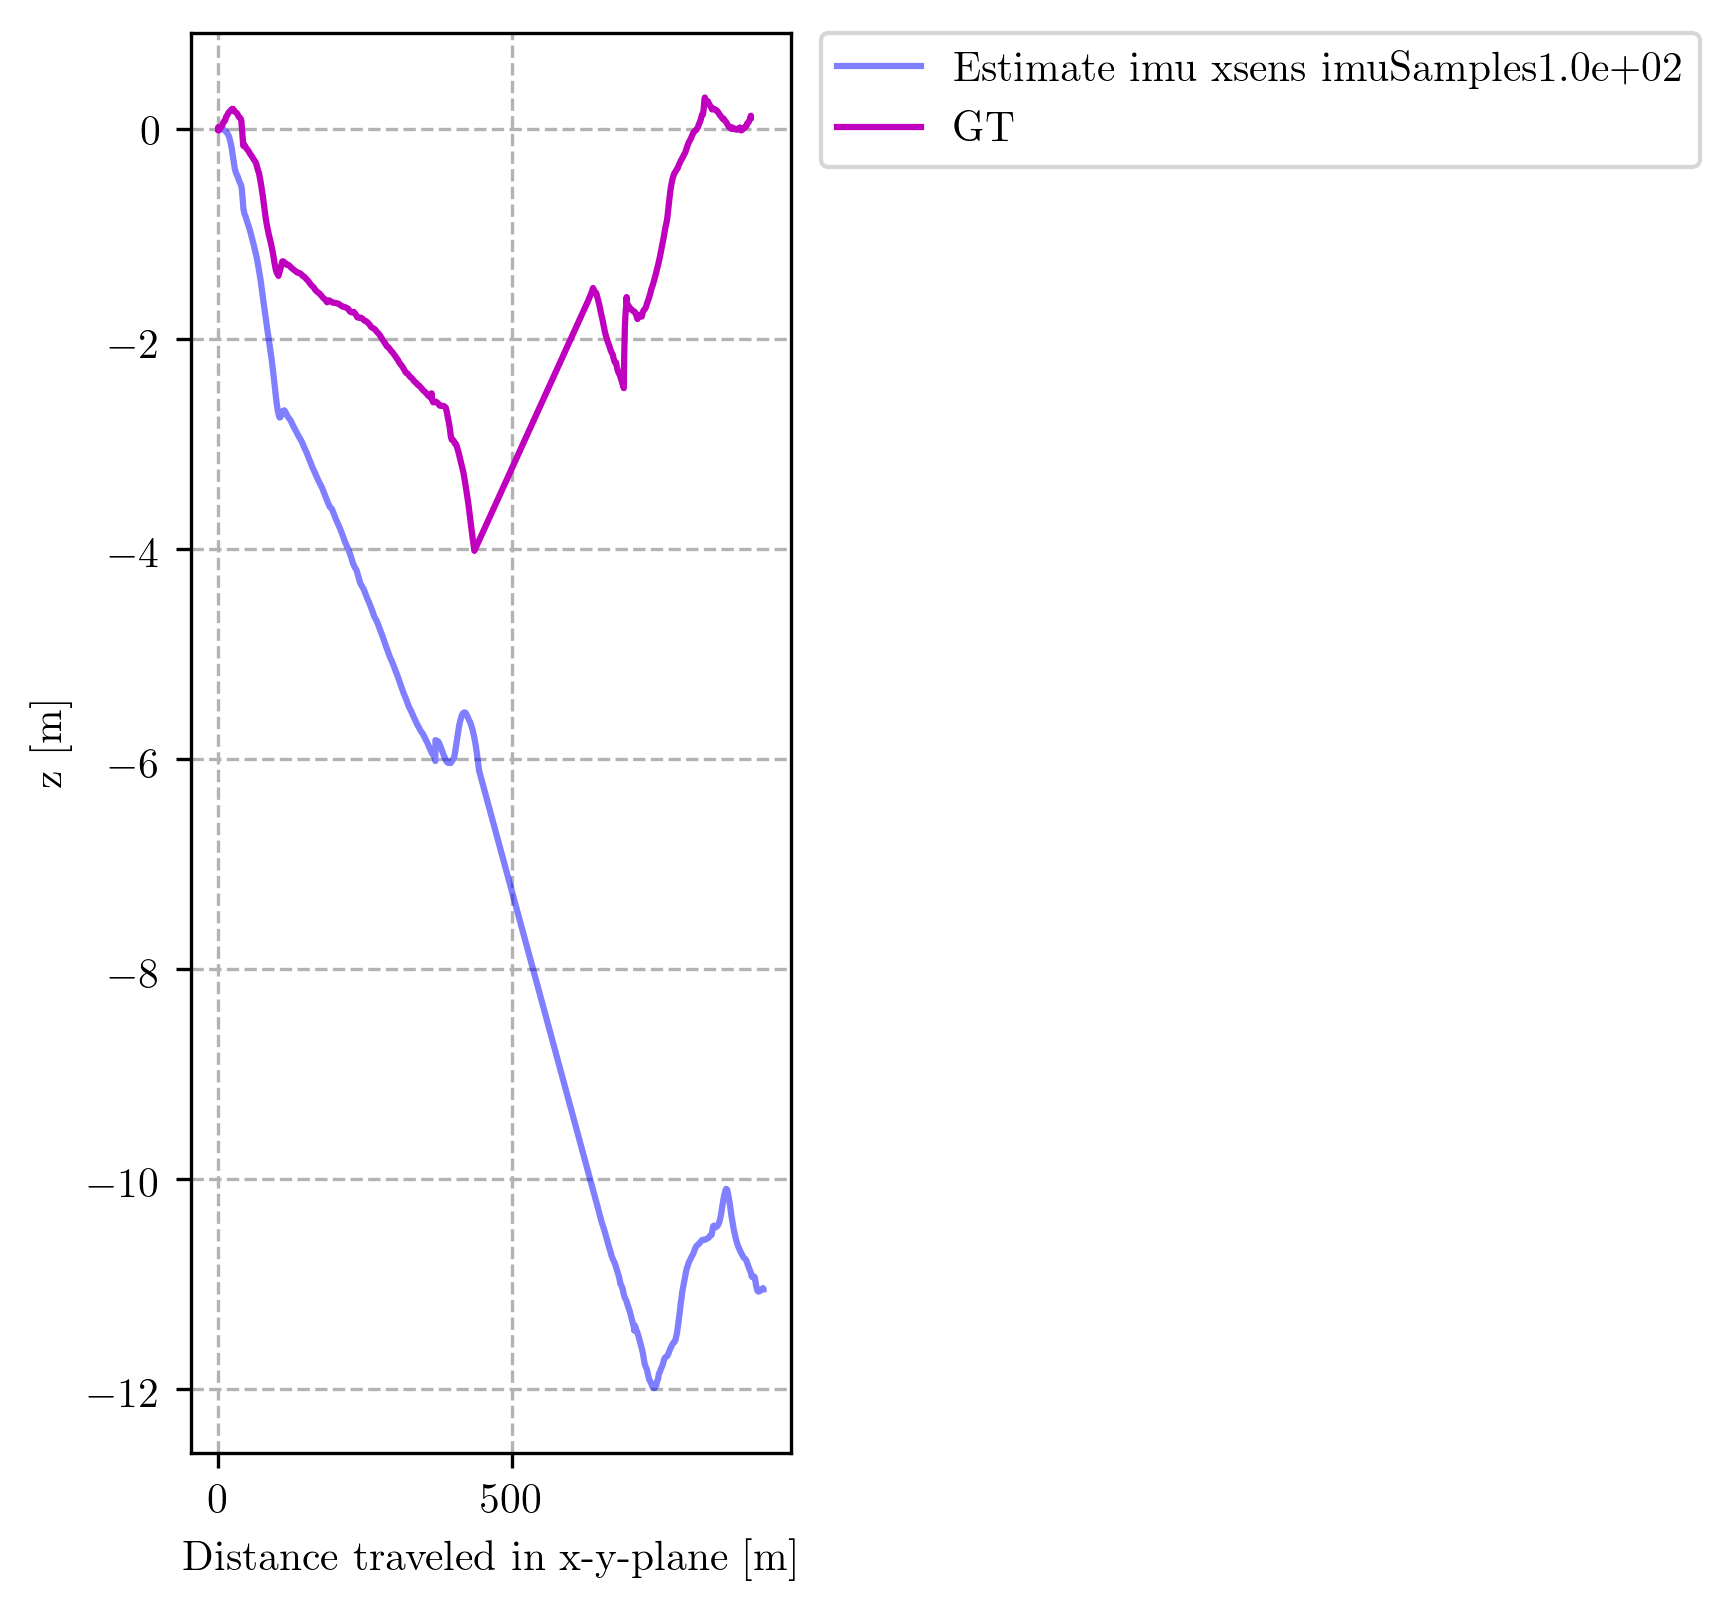 Estimate imu xsens imuSamples1.0e+02
GT
0
−2
−4
−6
−8
−10
−12
z [m]
0 500
Distance traveled in x-y-plane [m]